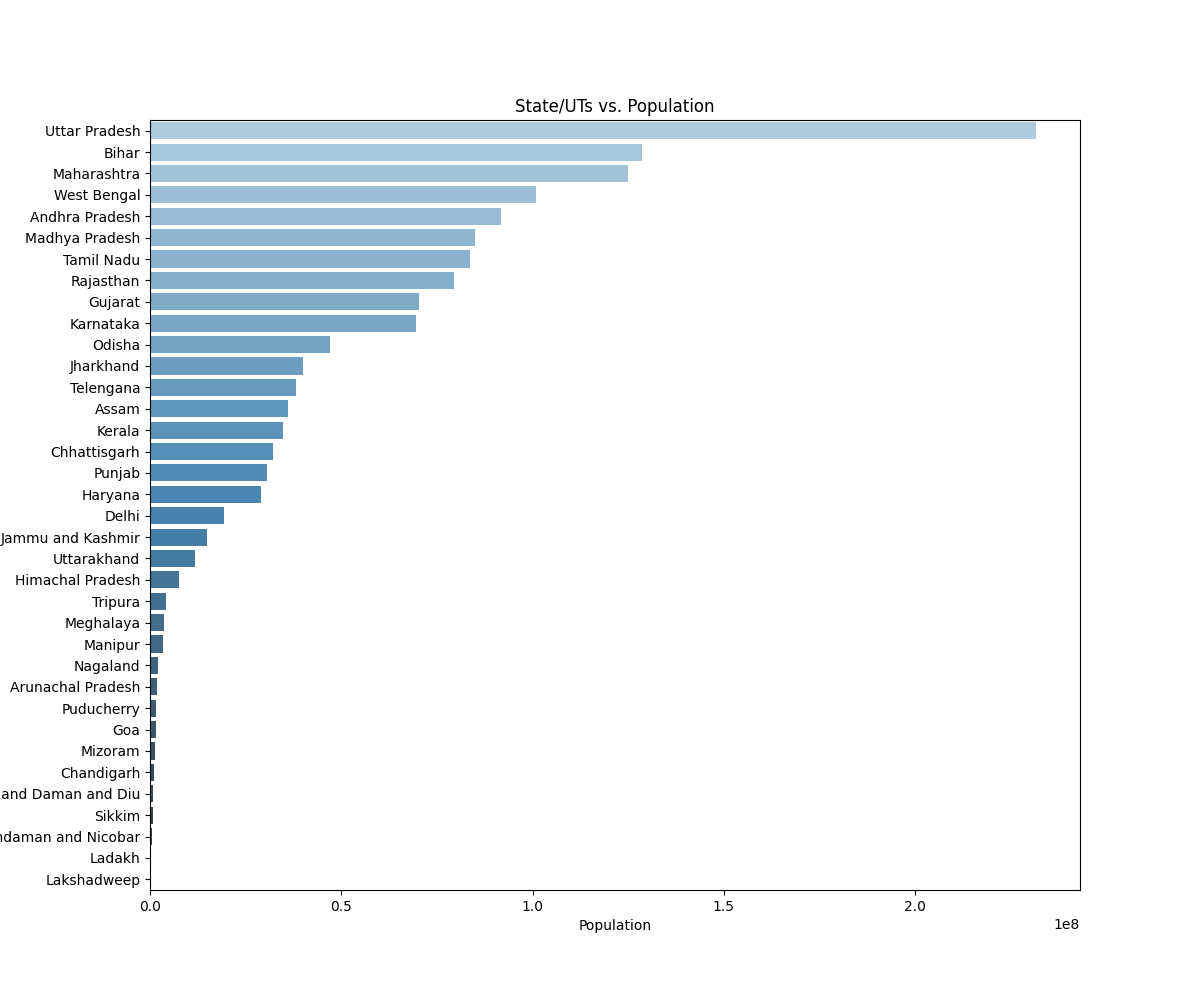 State/UTs vs. Population
Uttar Pradesh
Bihar
Maharashtra
West Bengal
Andhra Pradesh
Madhya Pradesh
Tamil Nadu
Rajasthan
Gujarat
Karnataka
Odisha
Jharkhand
Telengana
Assam
Kerala
Chhattisgarh
Punjab
Haryana
Delhi
Jammu and Kashmir
Uttarakhand
Himachal Pradesh
Tripura
Meghalaya
Manipur
Nagaland
Arunachal Pradesh
Puducherry
Goa
Mizoram
Chandigarh
and Daman and Diu
Sikkim
ndaman and Nicobar
Ladakh
Lakshadweep
0.0 0.5 1.0 1.5 2.0
Population
1e8